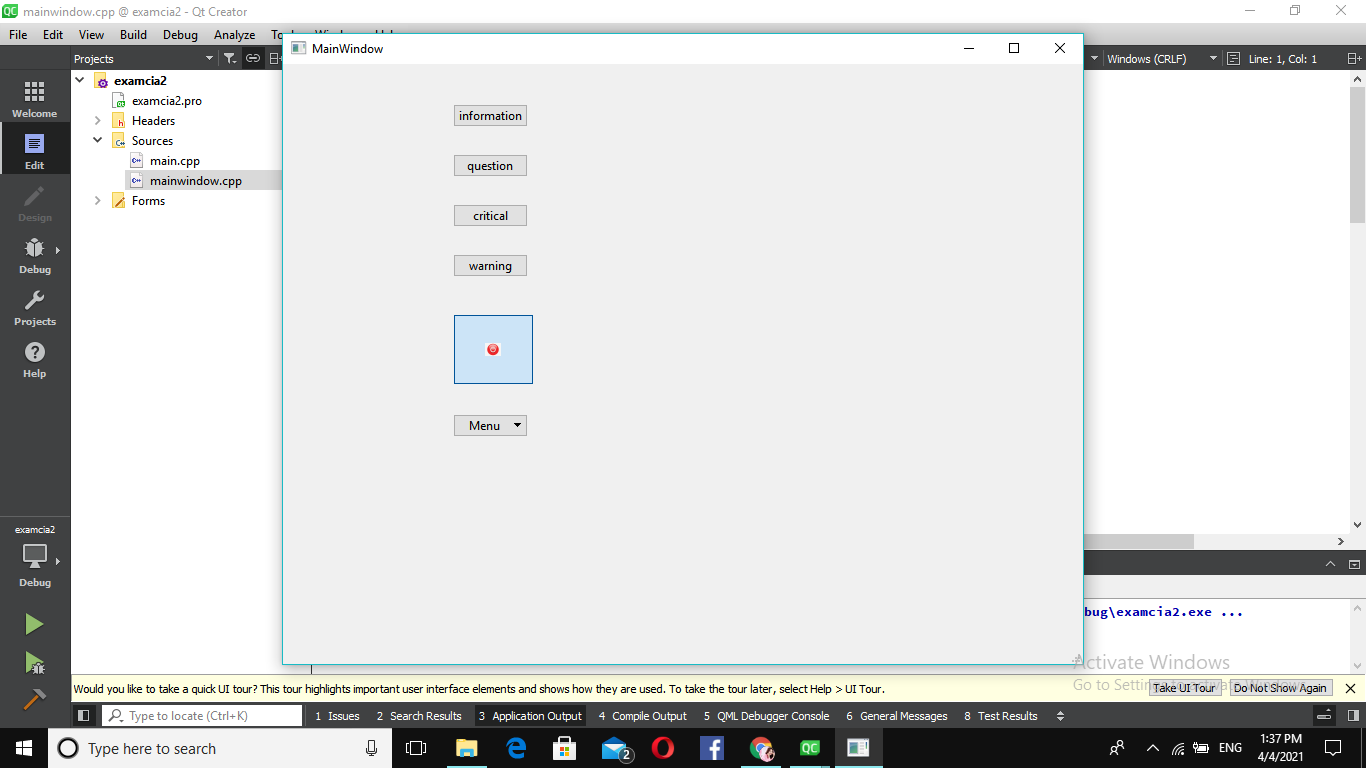 mainwindow.cpp @ examcia2 - Qt Creator
File Edit View Build Debug Analyze
Projects
Windows (CRLF) Line: 1, Col: 1
MainWindow
Welcome
Edit
Design
Debug
Projects
Help
examcia2
Debug
examcia2
examcia2.pro
Headers
Sources
main.cpp
mainwindow.cpp
Forms
information
question
critical
warning
Menu
bug\examcia2.exe ...
Activate Windows
Would you like to take a quick UI tour? This tour highlights important user interface elements and shows how they are used. To take the tour later, select Help > UI Tour.
Go to Settings to activate Windows.
Take UI Tour Do Not Show Again
Type to locate (Ctrl+K) 1 Issues 2 Search Results 3 Application Output 4 Compile Output 5 QML Debugger Console 6 General Messages 8 Test Results
Type here to search 2 QC ENG 1:37 PM
4/4/2021